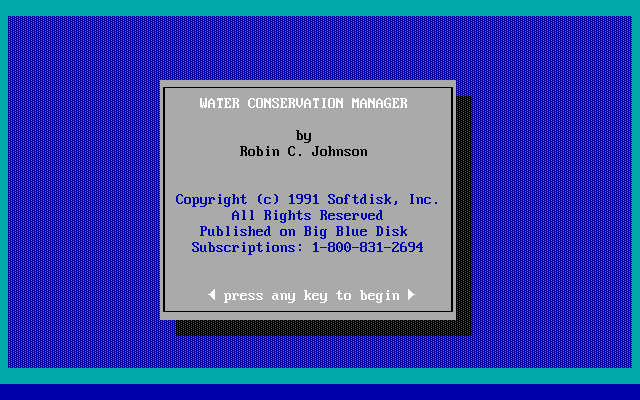 WATER CONSERVATION MANAGER
by
Robin C. Johnson
Copyright (c) 1991 Softdisk, Inc.
All Rights Reserved
Published on Big Blue Disk
Subscriptions: 1-800-831-2694
◄ press any key to begin ►